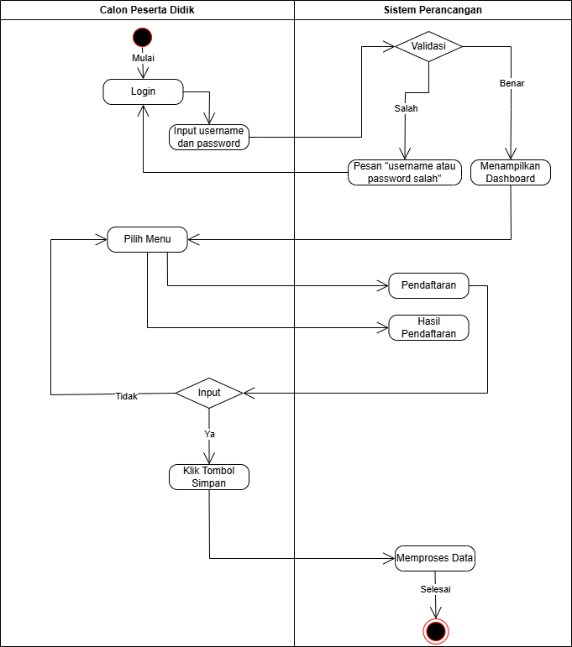 Calon Peserta Didik
Sistem Perancangan
Mulai
Login
Input username
dan password
Validasi
Salah
Benar
Pesan "username atau
password salah"
Menampilkan
Dashboard
Pilih Menu
Pendaftaran
Hasil
Pendaftaran
Input
Tidak
Ya
Klik Tombol
Simpan
Memproses Data
Selesai